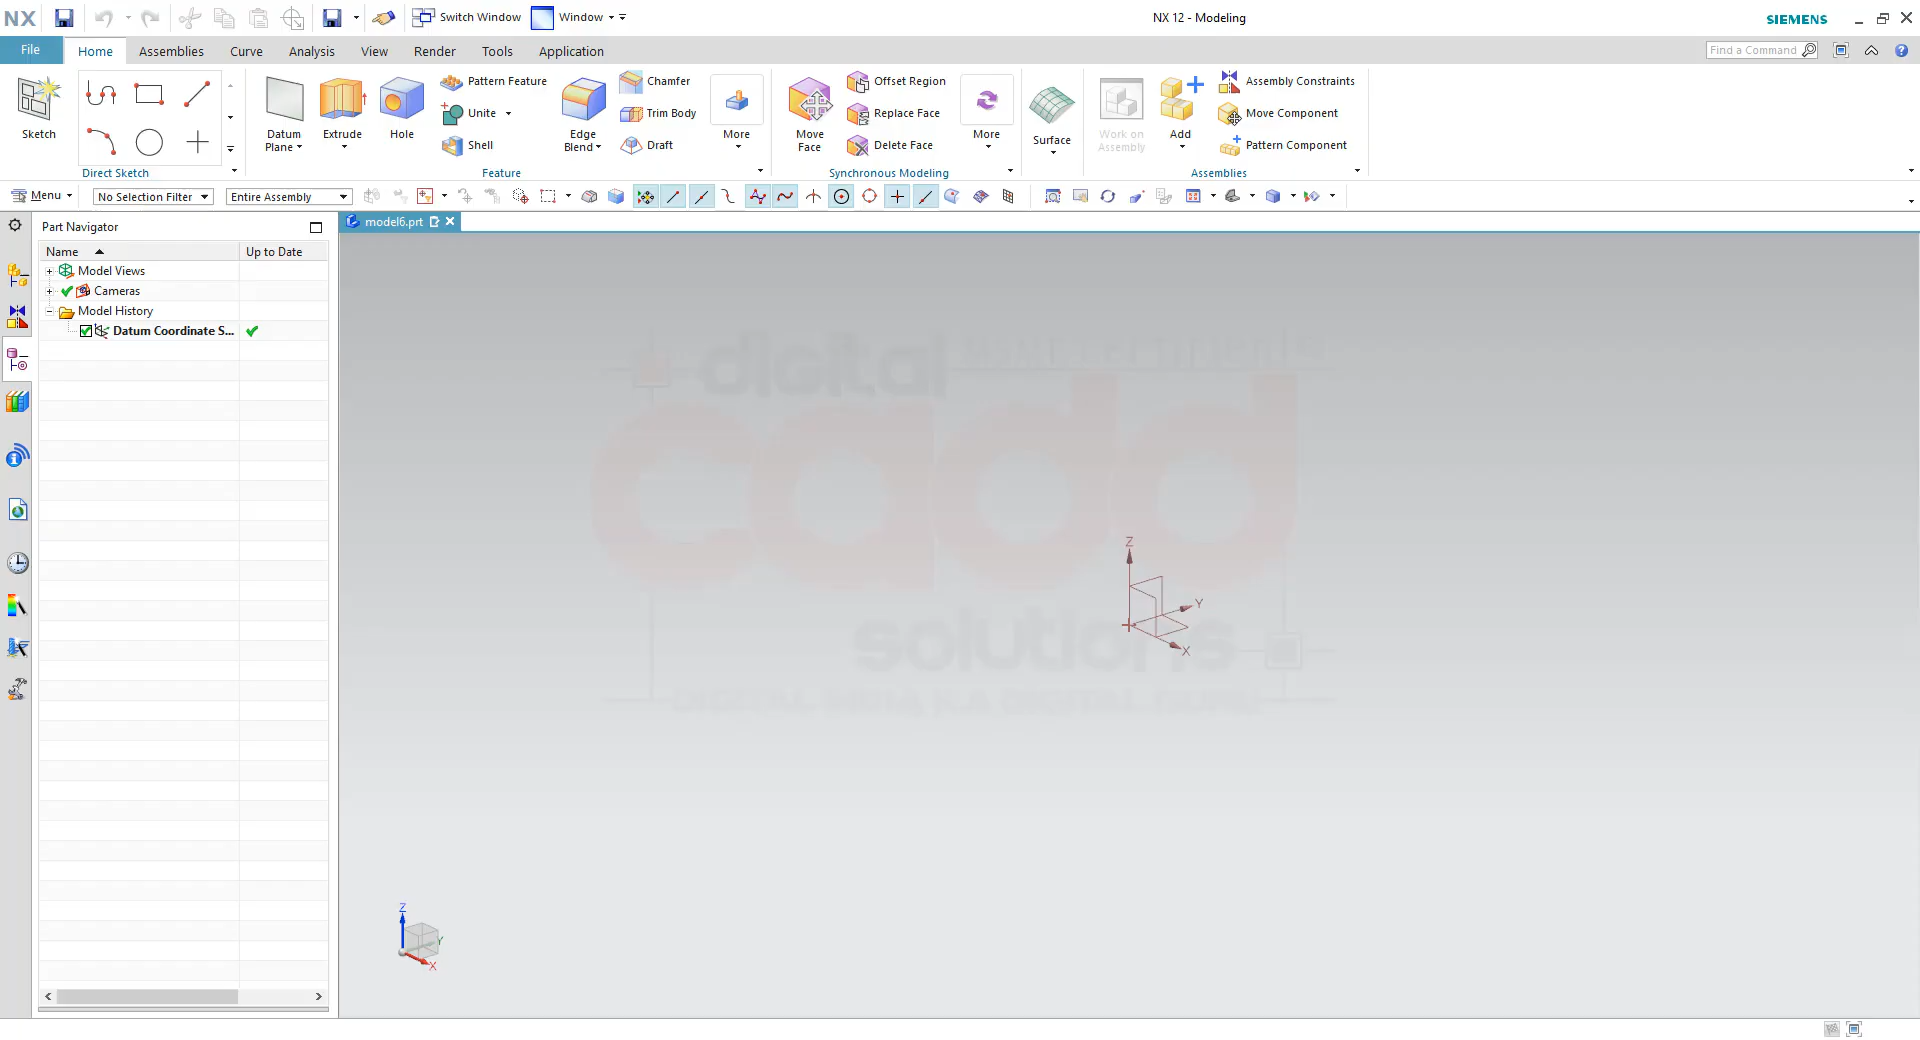 NX
Switch Window
Window
NX 12 - Modeling
SIEMENS
File
Home
Assemblies
Curve
Analysis
View
Render
Tools
Application
Find a Command
Sketch
Direct Sketch
Datum Plane
Extrude
Hole
Pattern Feature
Unite
Shell
Edge Blend
Chamfer
Trim Body
Draft
More
Feature
Move Face
Offset Region
Replace Face
Delete Face
More
Synchronous Modeling
Surface
Work on Assembly
Add
Assembly Constraints
Move Component
Pattern Component
Assemblies
Menu
No Selection Filter
Entire Assembly
Part Navigator
model6.prt
Name
Up to Date
Model Views
Cameras
Model History
Datum Coordinate S...
digital
cadd
solutions
Z
Y
X
Z
Y
X